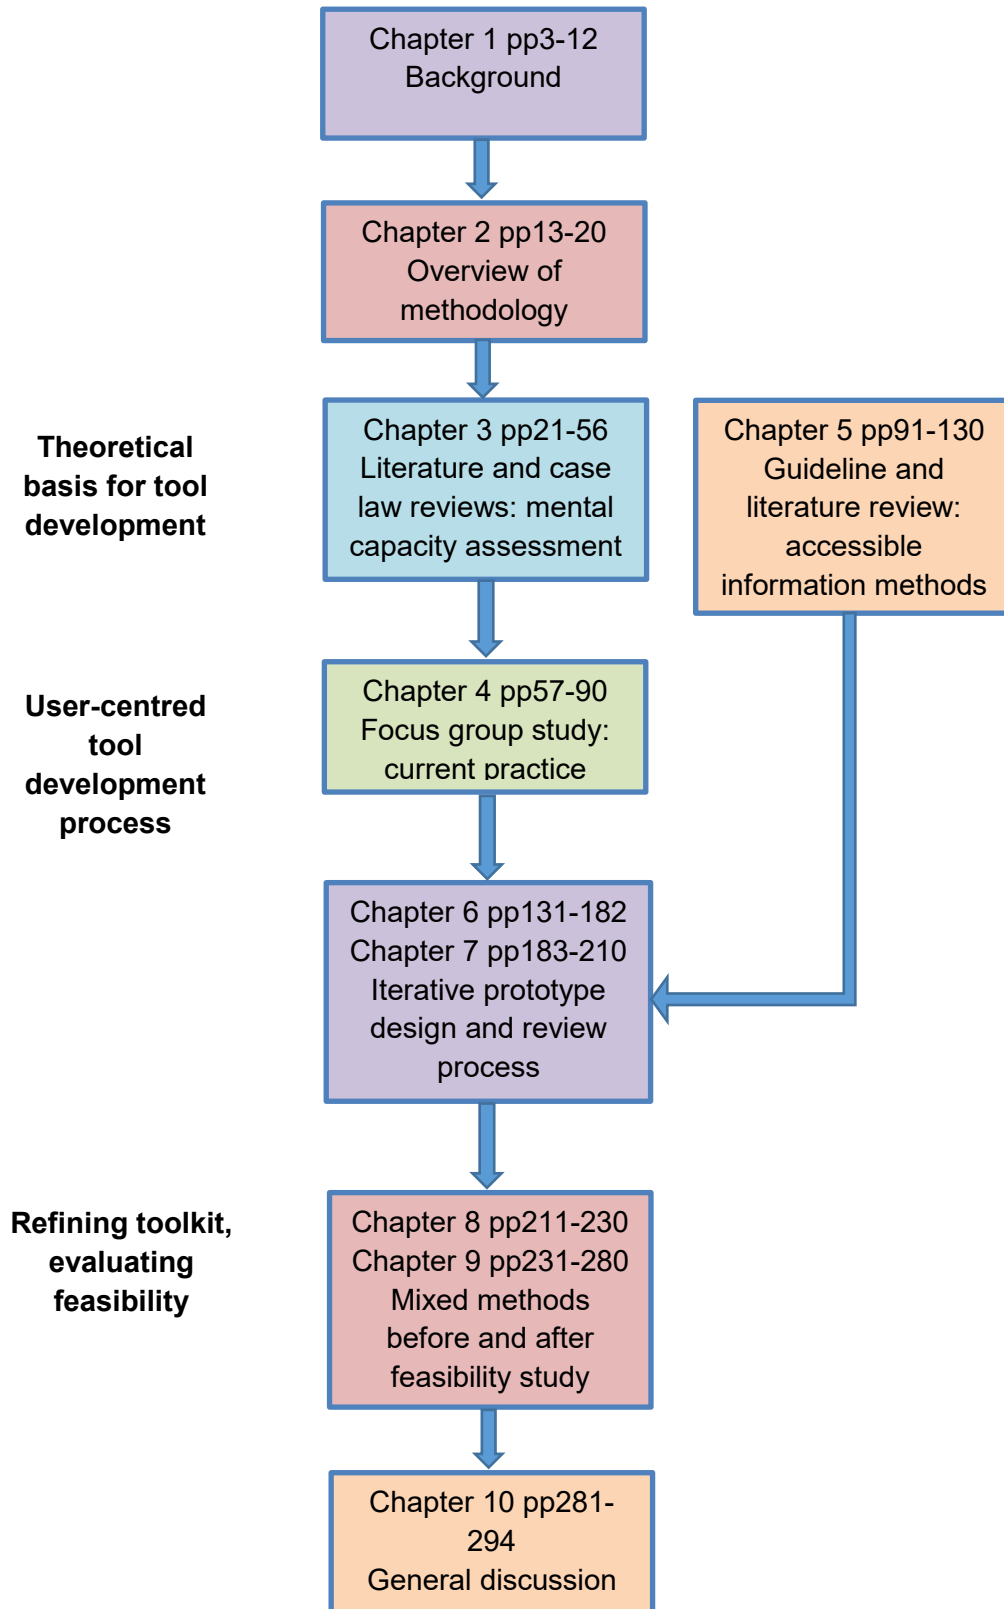 Chapter 1 pp3-12
Background
Chapter 2 pp13-20
Overview of
methodology
Theoretical
basis for tool
development
Chapter 3 pp21-56
Literature and case
law reviews: mental
capacity assessment
Chapter 5 pp91-130
Guideline and
literature review:
accessible
information methods
User-centred
tool
development
process
Chapter 4 pp57-90
Focus group study:
current practice
Chapter 6 pp131-182
Chapter 7 pp183-210
Iterative prototype
design and review
process
Refining toolkit,
evaluating
feasibility
Chapter 8 pp211-230
Chapter 9 pp231-280
Mixed methods
before and after
feasibility study
Chapter 10 pp281-
294
General discussion